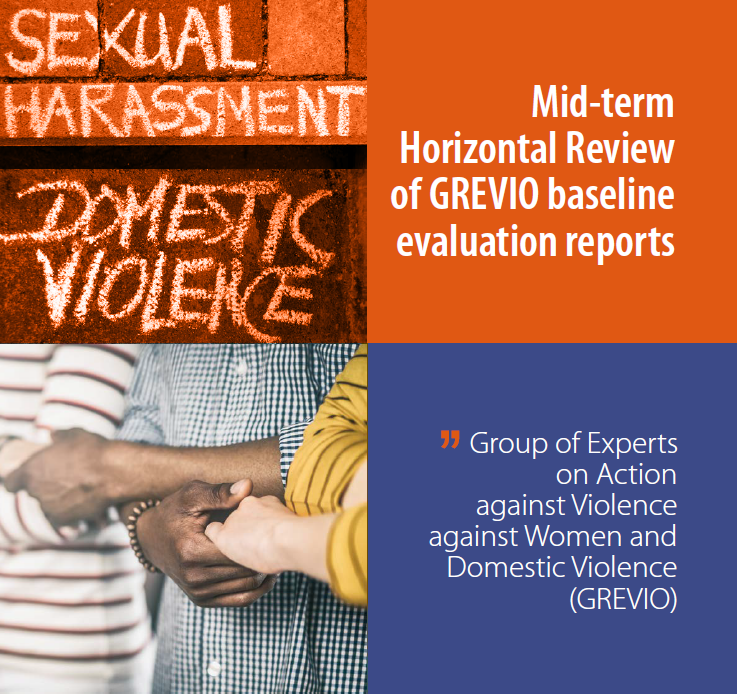 SEXUAL
HARASSMENT
DOMESTIC
VIOLENCE
Mid-term
Horizontal Review
of GREVIO baseline
evaluation reports
” Group of Experts
on Action
against Violence
against Women and
Domestic Violence
(GREVIO)